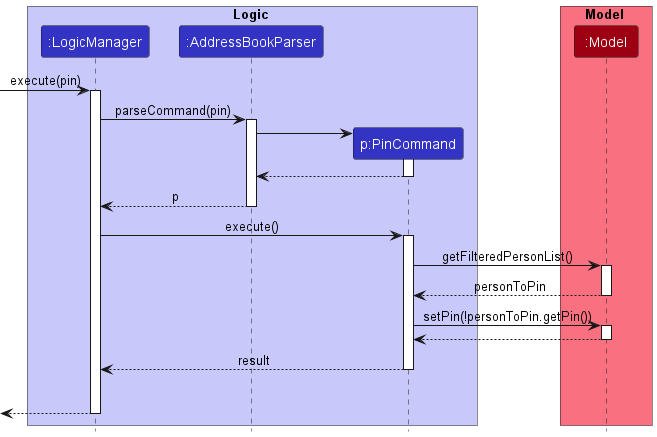 Logic
Model
:LogicManager
:AddressBookParser
:Model
execute(pin)
parseCommand(pin)
p:PinCommand
p
execute()
getFilteredPersonList()
personToPin
setPin(!personToPin.getPin())
result